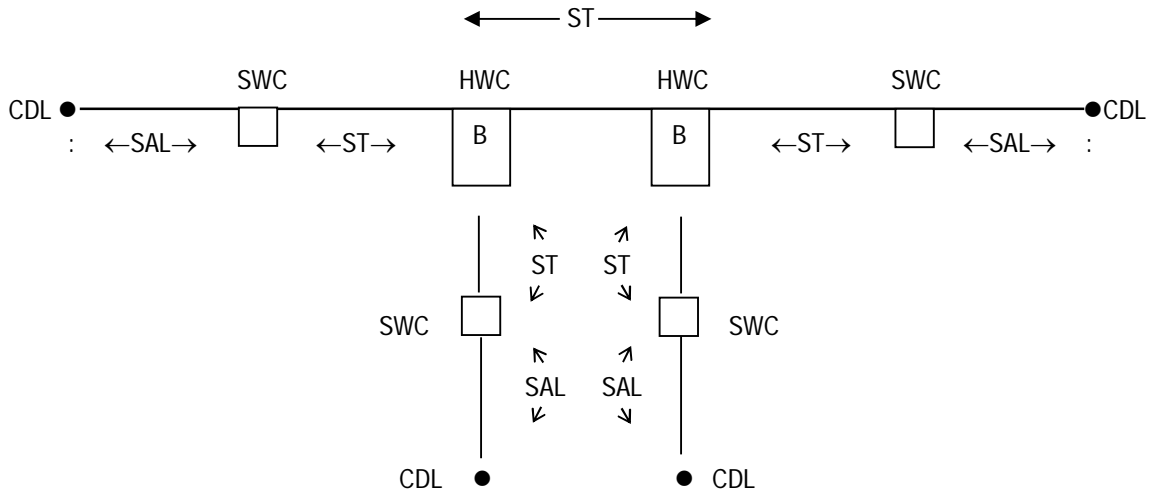 ST
SWC HWC HWC SWC
CDL CDL
: ←SAL→ ←ST→ B B ←ST→ ←SAL→ :
ST ST
SWC SWC
SAL SAL
CDL CDL